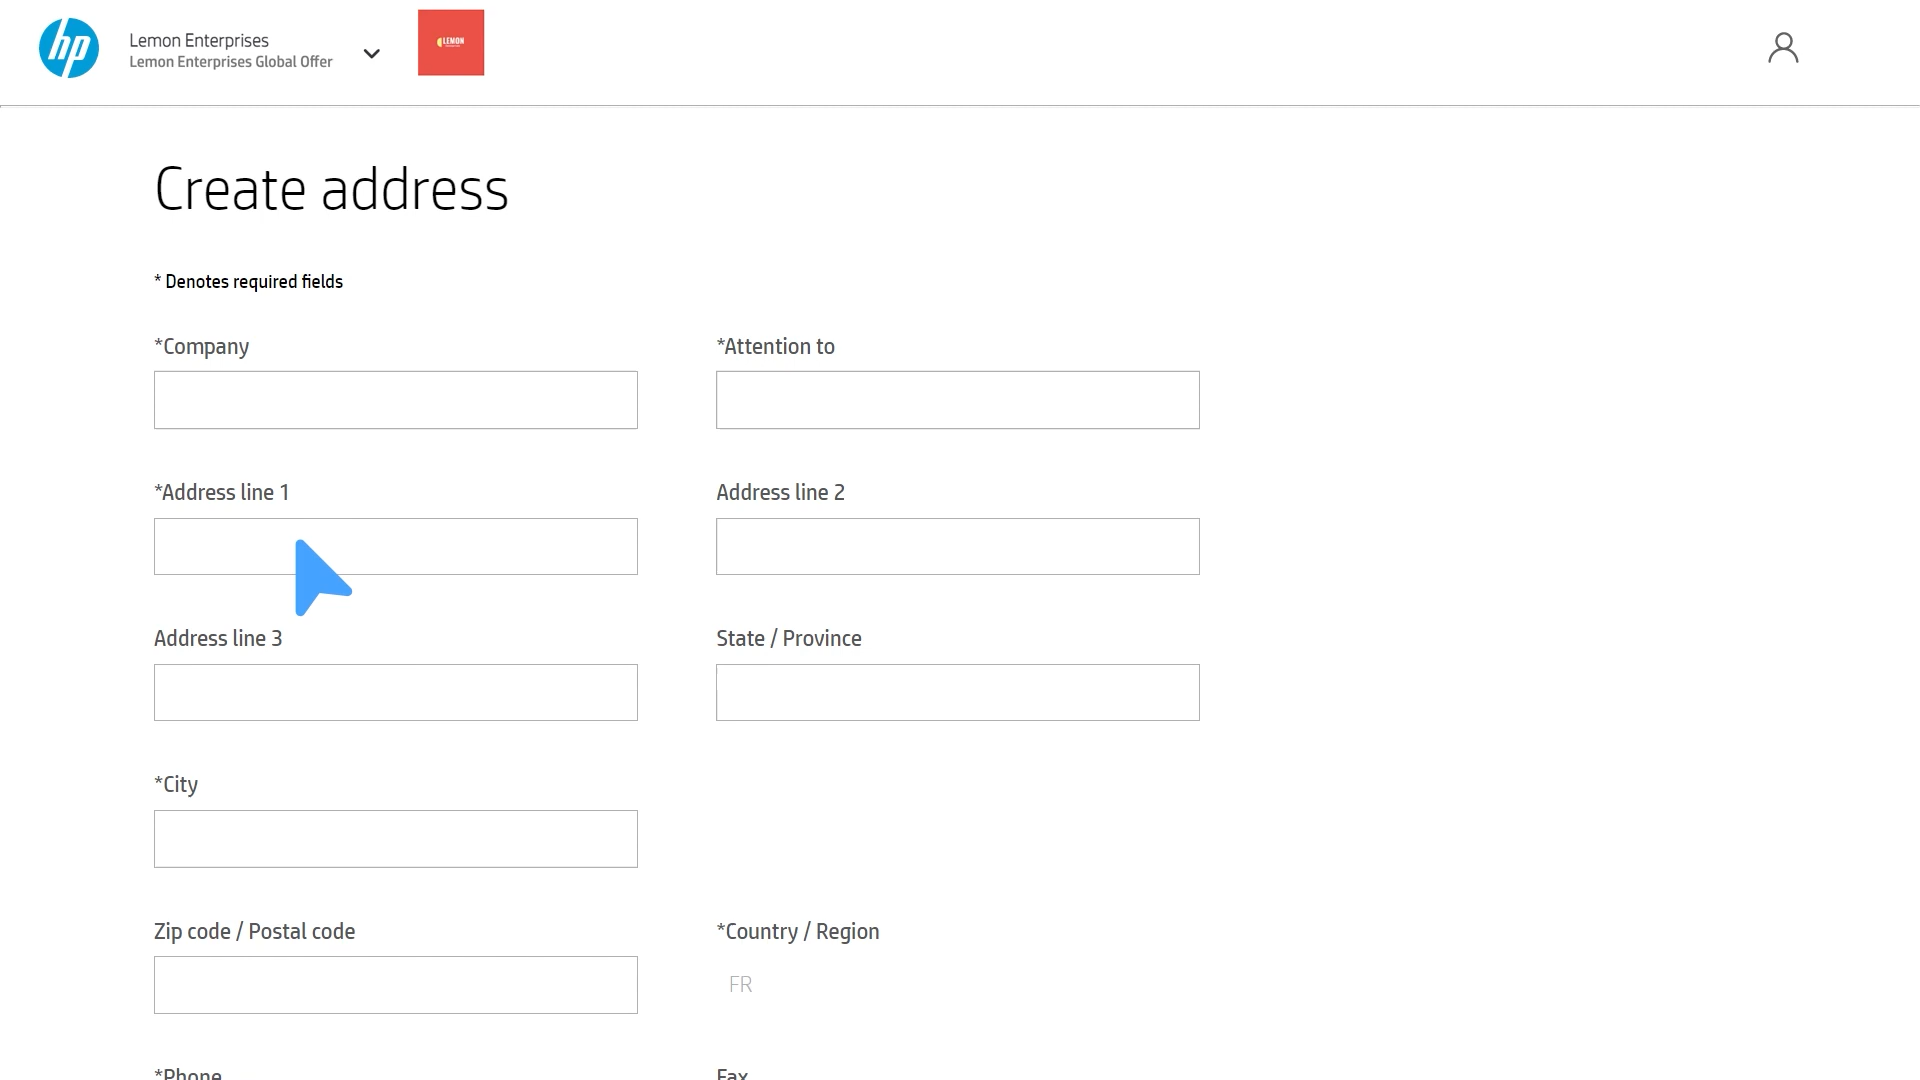 hp
Lemon Enterprises
Lemon Enterprises Global Offer
LEMON
Create address
* Denotes required fields
*Company
*Attention to
*Address line 1
Address line 2
Address line 3
State / Province
*City
Zip code / Postal code
*Country / Region
FR
*Phone
Fax